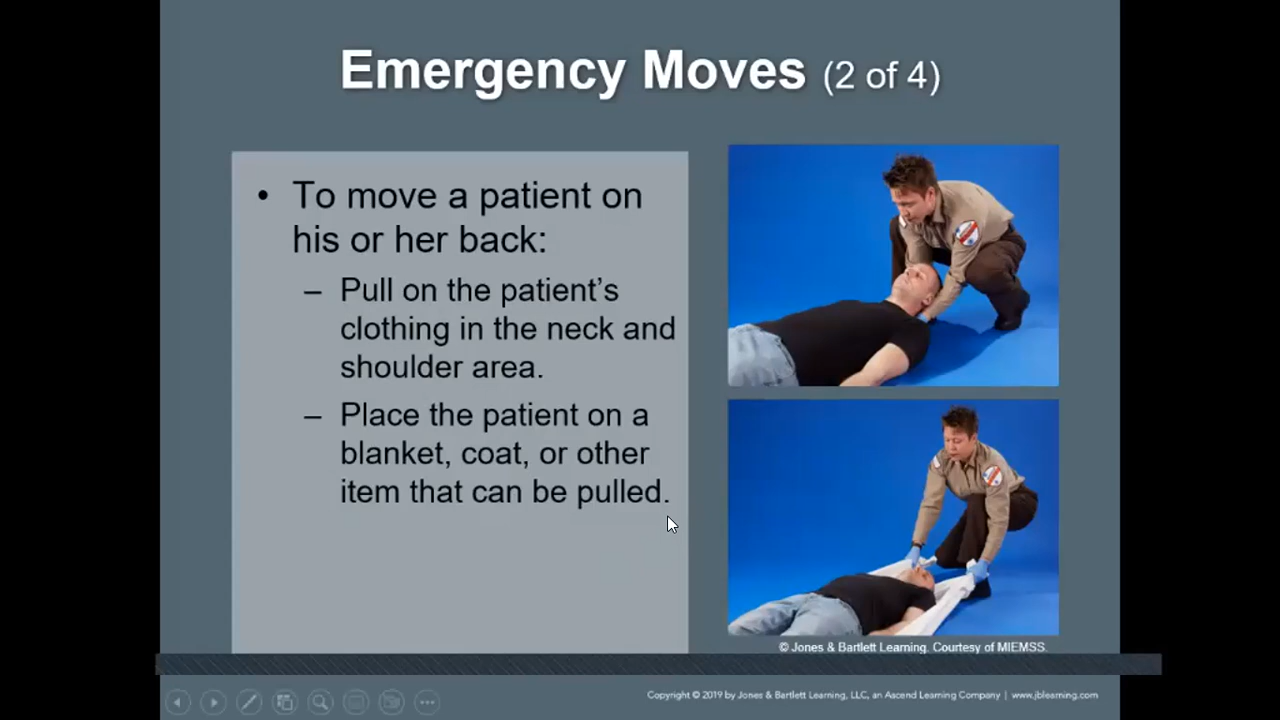 Emergency Moves (2 of 4)
• To move a patient on
his or her back:
– Pull on the patient’s
clothing in the neck and
shoulder area.
– Place the patient on a
blanket, coat, or other
item that can be pulled.
© Jones & Bartlett Learning. Courtesy of MIEMSS.
Copyright © 2019 by Jones & Bartlett Learning, LLC, an Ascend Learning Company | www.jblearning.com